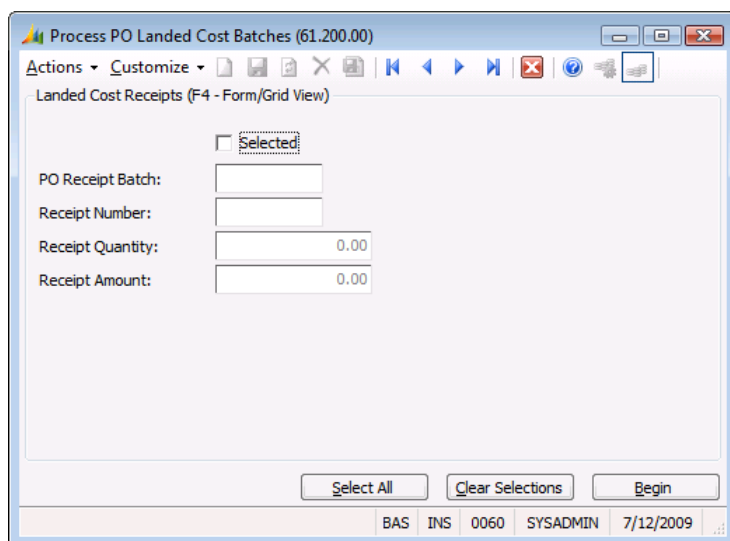 Process PO Landed Cost Batches (61.200.00)
Actions Customize
Landed Cost Receipts (F4 - Form/Grid View)
Selected
PO Receipt Batch:
Receipt Number:
Receipt Quantity: 0.00
Receipt Amount: 0.00
Select All Clear Selections Begin
BAS INS 0060 SYSADMIN 7/12/2009